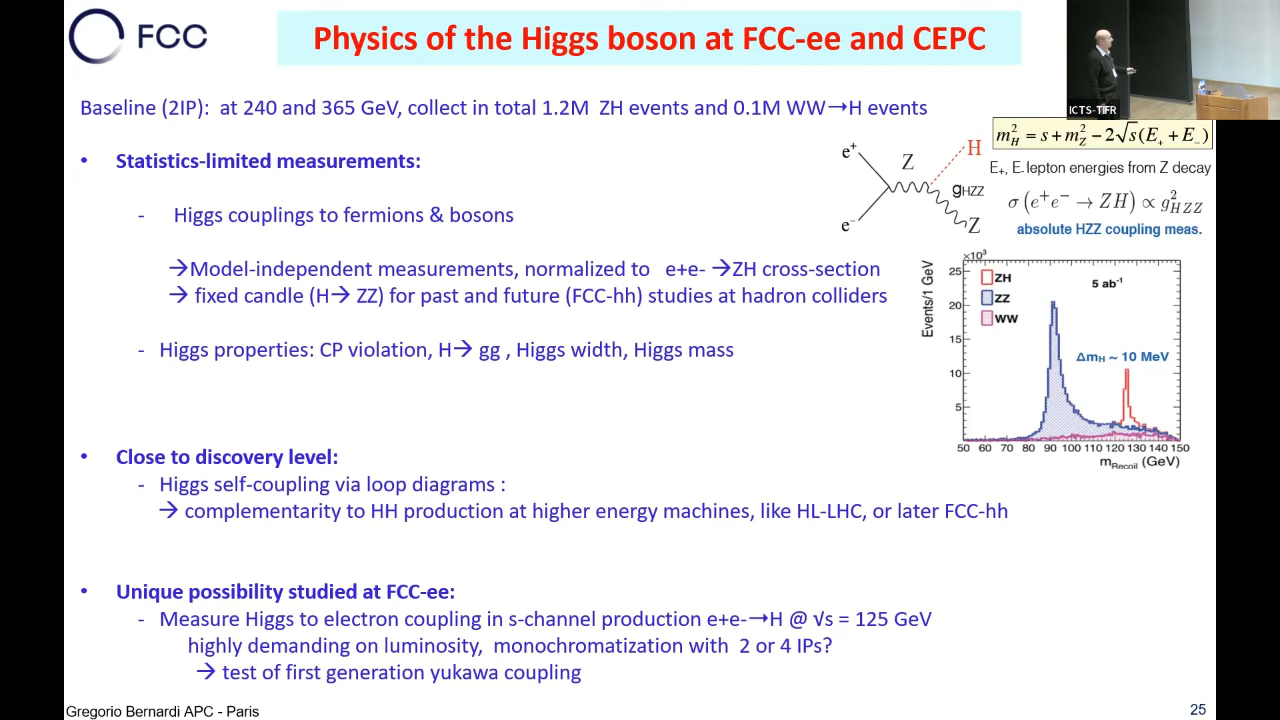 FCC
Physics of the Higgs boson at FCC-ee and CEPC
ICTS-TIFR
Baseline (2IP): at 240 and 365 GeV, collect in total 1.2M ZH events and 0.1M WW→H events
• Statistics-limited measurements:
- Higgs couplings to fermions & bosons
→Model-independent measurements, normalized to e+e- →ZH cross-section
→ fixed candle (H→ ZZ) for past and future (FCC-hh) studies at hadron colliders
- Higgs properties: CP violation, H→ gg , Higgs width, Higgs mass
e⁺
e⁻
Z
H
gHZZ
Z
m²_H = s + m²_Z − 2√s(E₊ + E₋)
E+, E- lepton energies from Z decay
σ (e⁺e⁻ → ZH) ∝ g²_HZZ
absolute HZZ coupling meas.
×10³
Events/1 GeV
25
20
15
10
5
ZH
ZZ
WW
5 ab⁻¹
ΔmH ~ 10 MeV
50 60 70 80 90 100 110 120 130 140 150
mRecoil (GeV)
• Close to discovery level:
- Higgs self-coupling via loop diagrams :
→ complementarity to HH production at higher energy machines, like HL-LHC, or later FCC-hh
• Unique possibility studied at FCC-ee:
- Measure Higgs to electron coupling in s-channel production e+e-→H @ √s = 125 GeV
highly demanding on luminosity, monochromatization with 2 or 4 IPs?
→ test of first generation yukawa coupling
Gregorio Bernardi APC - Paris
25